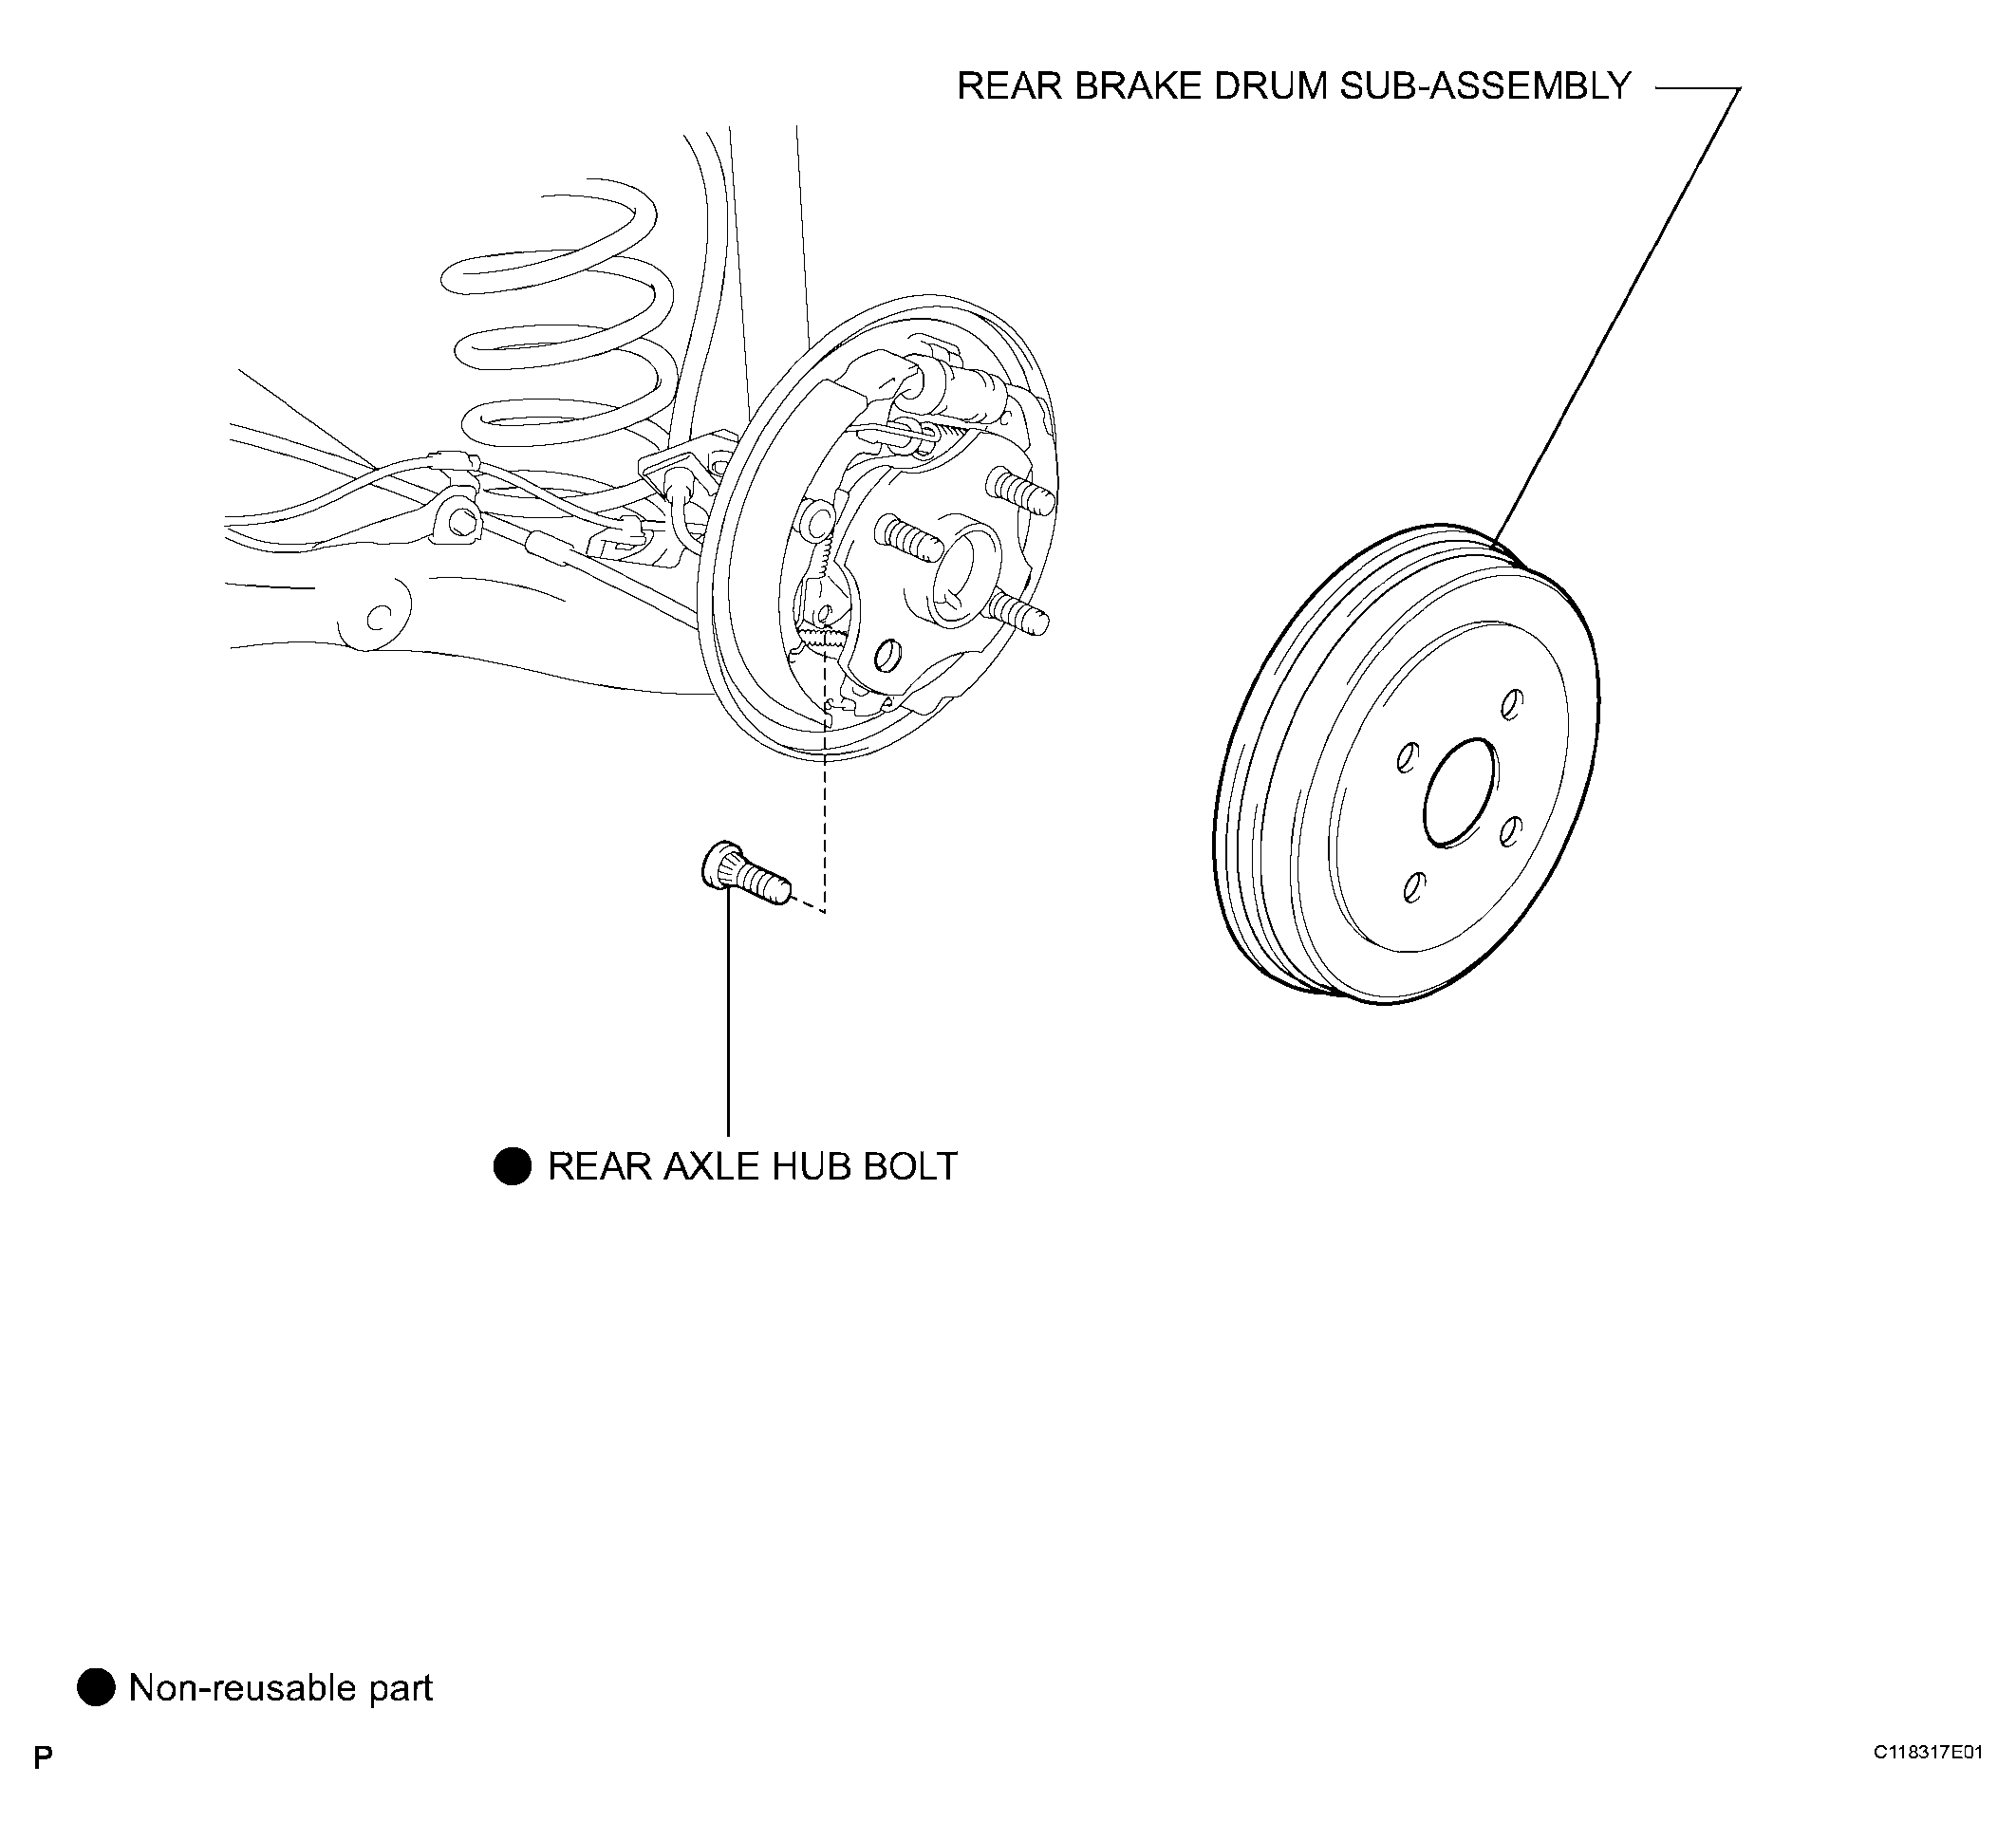 REAR BRAKE DRUM SUB-ASSEMBLY
● REAR AXLE HUB BOLT
● Non-reusable part
P
C118317E01